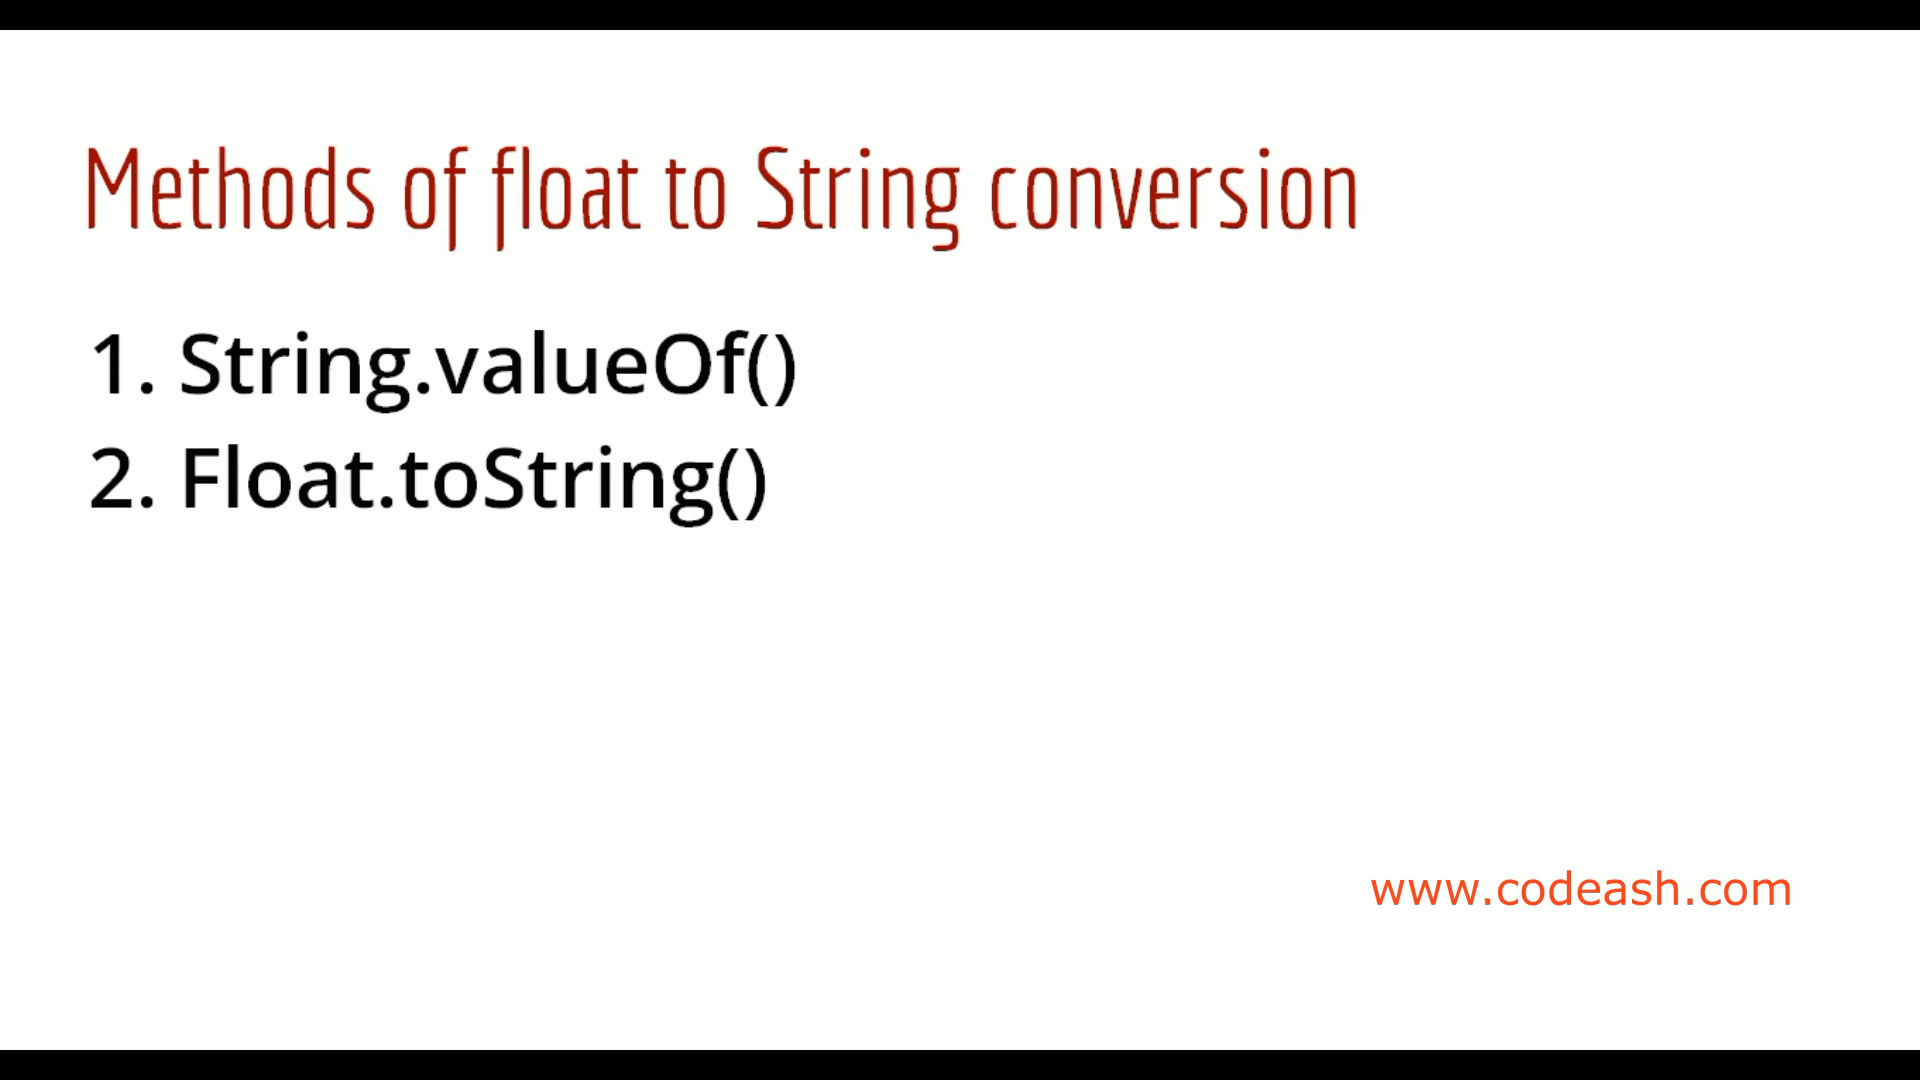 Methods of float to String conversion
1. String.valueOf()
2. Float.toString()
www.codeash.com